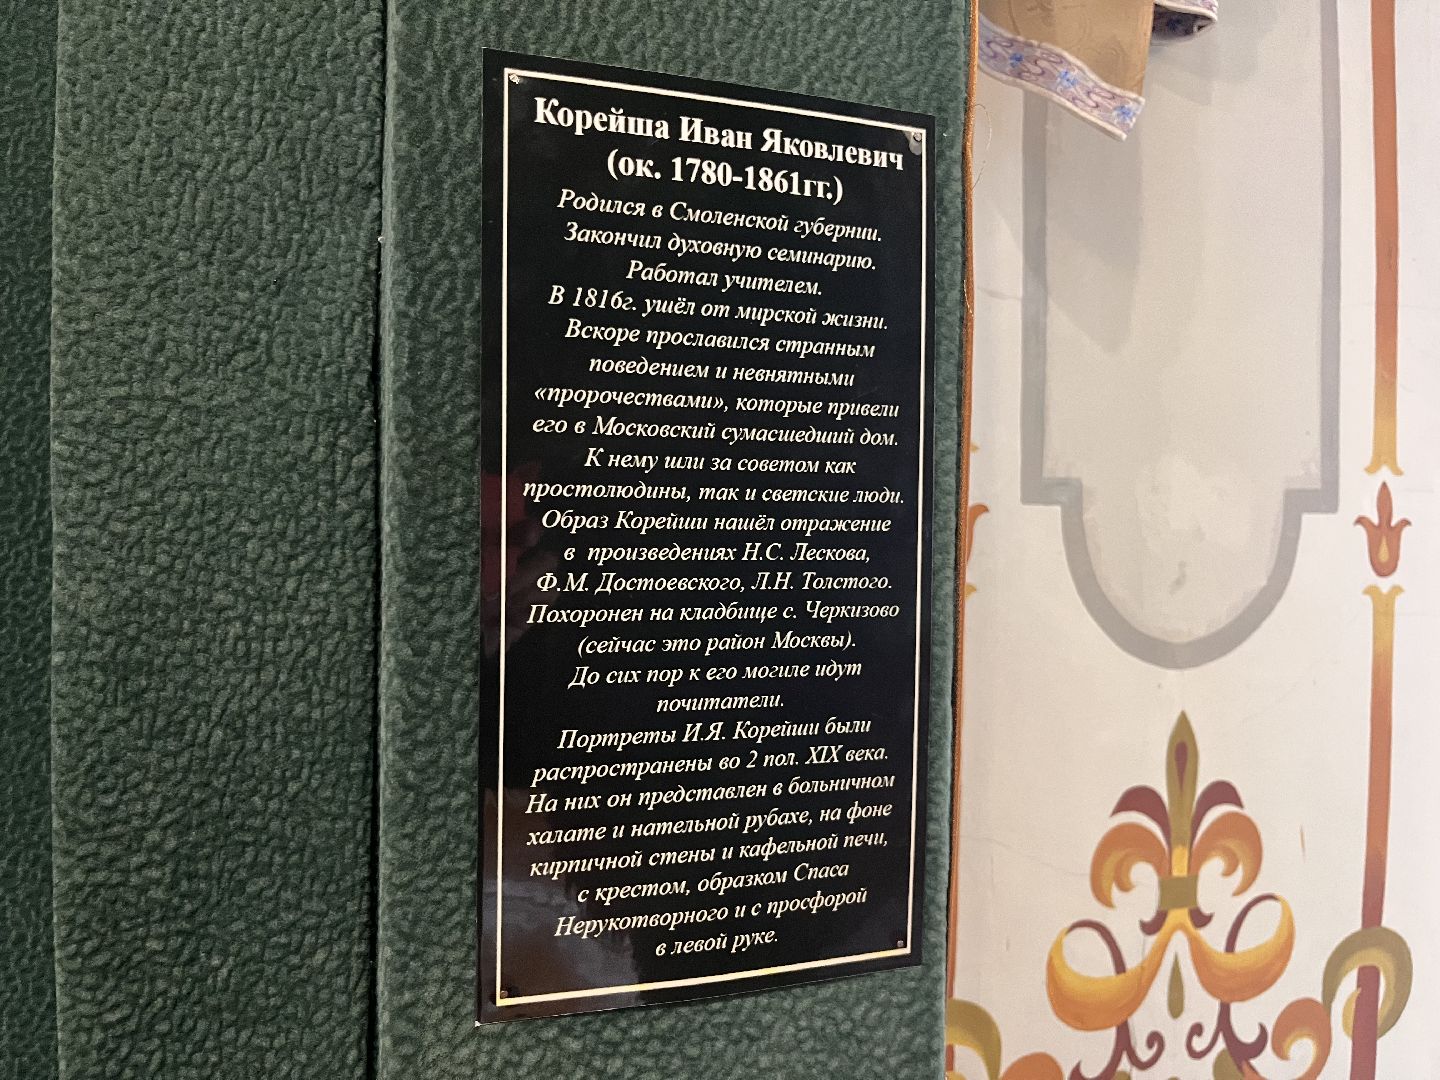 Корейша Иван Яковлевич
(ок. 1780-1861гг.)
Родился в Смоленской губернии.
Закончил духовную семинарию.
Работал учителем.
В 1816г. ушёл от мирской жизни.
Вскоре прославился странным
поведением и невнятными
«пророчествами», которые привели
его в Московский сумасшедший дом.
К нему шли за советом как
простолюдины, так и светские люди.
Образ Корейши нашёл отражение
в произведениях Н.С. Лескова,
Ф.М. Достоевского, Л.Н. Толстого.
Похоронен на кладбище с. Черкизово
(сейчас это район Москвы).
До сих пор к его могиле идут
почитатели.
Портреты И.Я. Корейши были
распространены во 2 пол. XIX века.
На них он представлен в больничном
халате и нательной рубахе, на фоне
кирпичной стены и кафельной печи,
с крестом, образком Спаса
Нерукотворного и с просфорой
в левой руке.